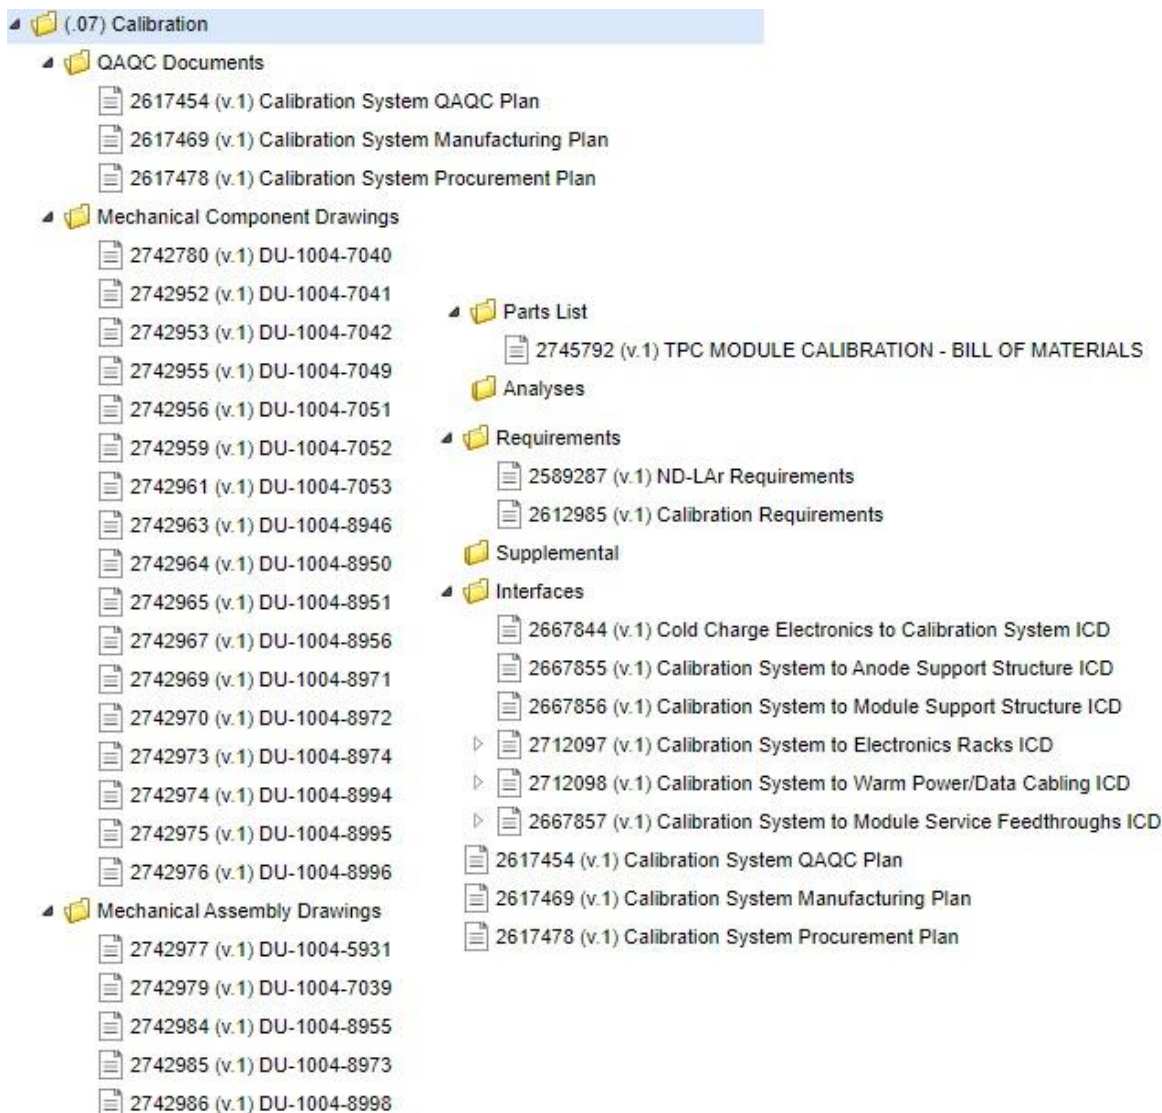 (.07) Calibration
QAQC Documents
2617454 (v.1) Calibration System QAQC Plan
2617469 (v.1) Calibration System Manufacturing Plan
2617478 (v.1) Calibration System Procurement Plan
Mechanical Component Drawings
2742780 (v.1) DU-1004-7040
2742952 (v.1) DU-1004-7041
2742953 (v.1) DU-1004-7042
2742955 (v.1) DU-1004-7049
2742956 (v.1) DU-1004-7051
2742959 (v.1) DU-1004-7052
2742961 (v.1) DU-1004-7053
2742963 (v.1) DU-1004-8946
2742964 (v.1) DU-1004-8950
2742965 (v.1) DU-1004-8951
2742967 (v.1) DU-1004-8956
2742969 (v.1) DU-1004-8971
2742970 (v.1) DU-1004-8972
2742973 (v.1) DU-1004-8974
2742974 (v.1) DU-1004-8994
2742975 (v.1) DU-1004-8995
2742976 (v.1) DU-1004-8996
Mechanical Assembly Drawings
2742977 (v.1) DU-1004-5931
2742979 (v.1) DU-1004-7039
2742984 (v.1) DU-1004-8955
2742985 (v.1) DU-1004-8973
2742986 (v.1) DU-1004-8998
Parts List
2745792 (v.1) TPC MODULE CALIBRATION - BILL OF MATERIALS
Analyses
Requirements
2589287 (v.1) ND-LAr Requirements
2612985 (v.1) Calibration Requirements
Supplemental
Interfaces
2667844 (v.1) Cold Charge Electronics to Calibration System ICD
2667855 (v.1) Calibration System to Anode Support Structure ICD
2667856 (v.1) Calibration System to Module Support Structure ICD
2712097 (v.1) Calibration System to Electronics Racks ICD
2712098 (v.1) Calibration System to Warm Power/Data Cabling ICD
2667857 (v.1) Calibration System to Module Service Feedthroughs ICD
2617454 (v.1) Calibration System QAQC Plan
2617469 (v.1) Calibration System Manufacturing Plan
2617478 (v.1) Calibration System Procurement Plan